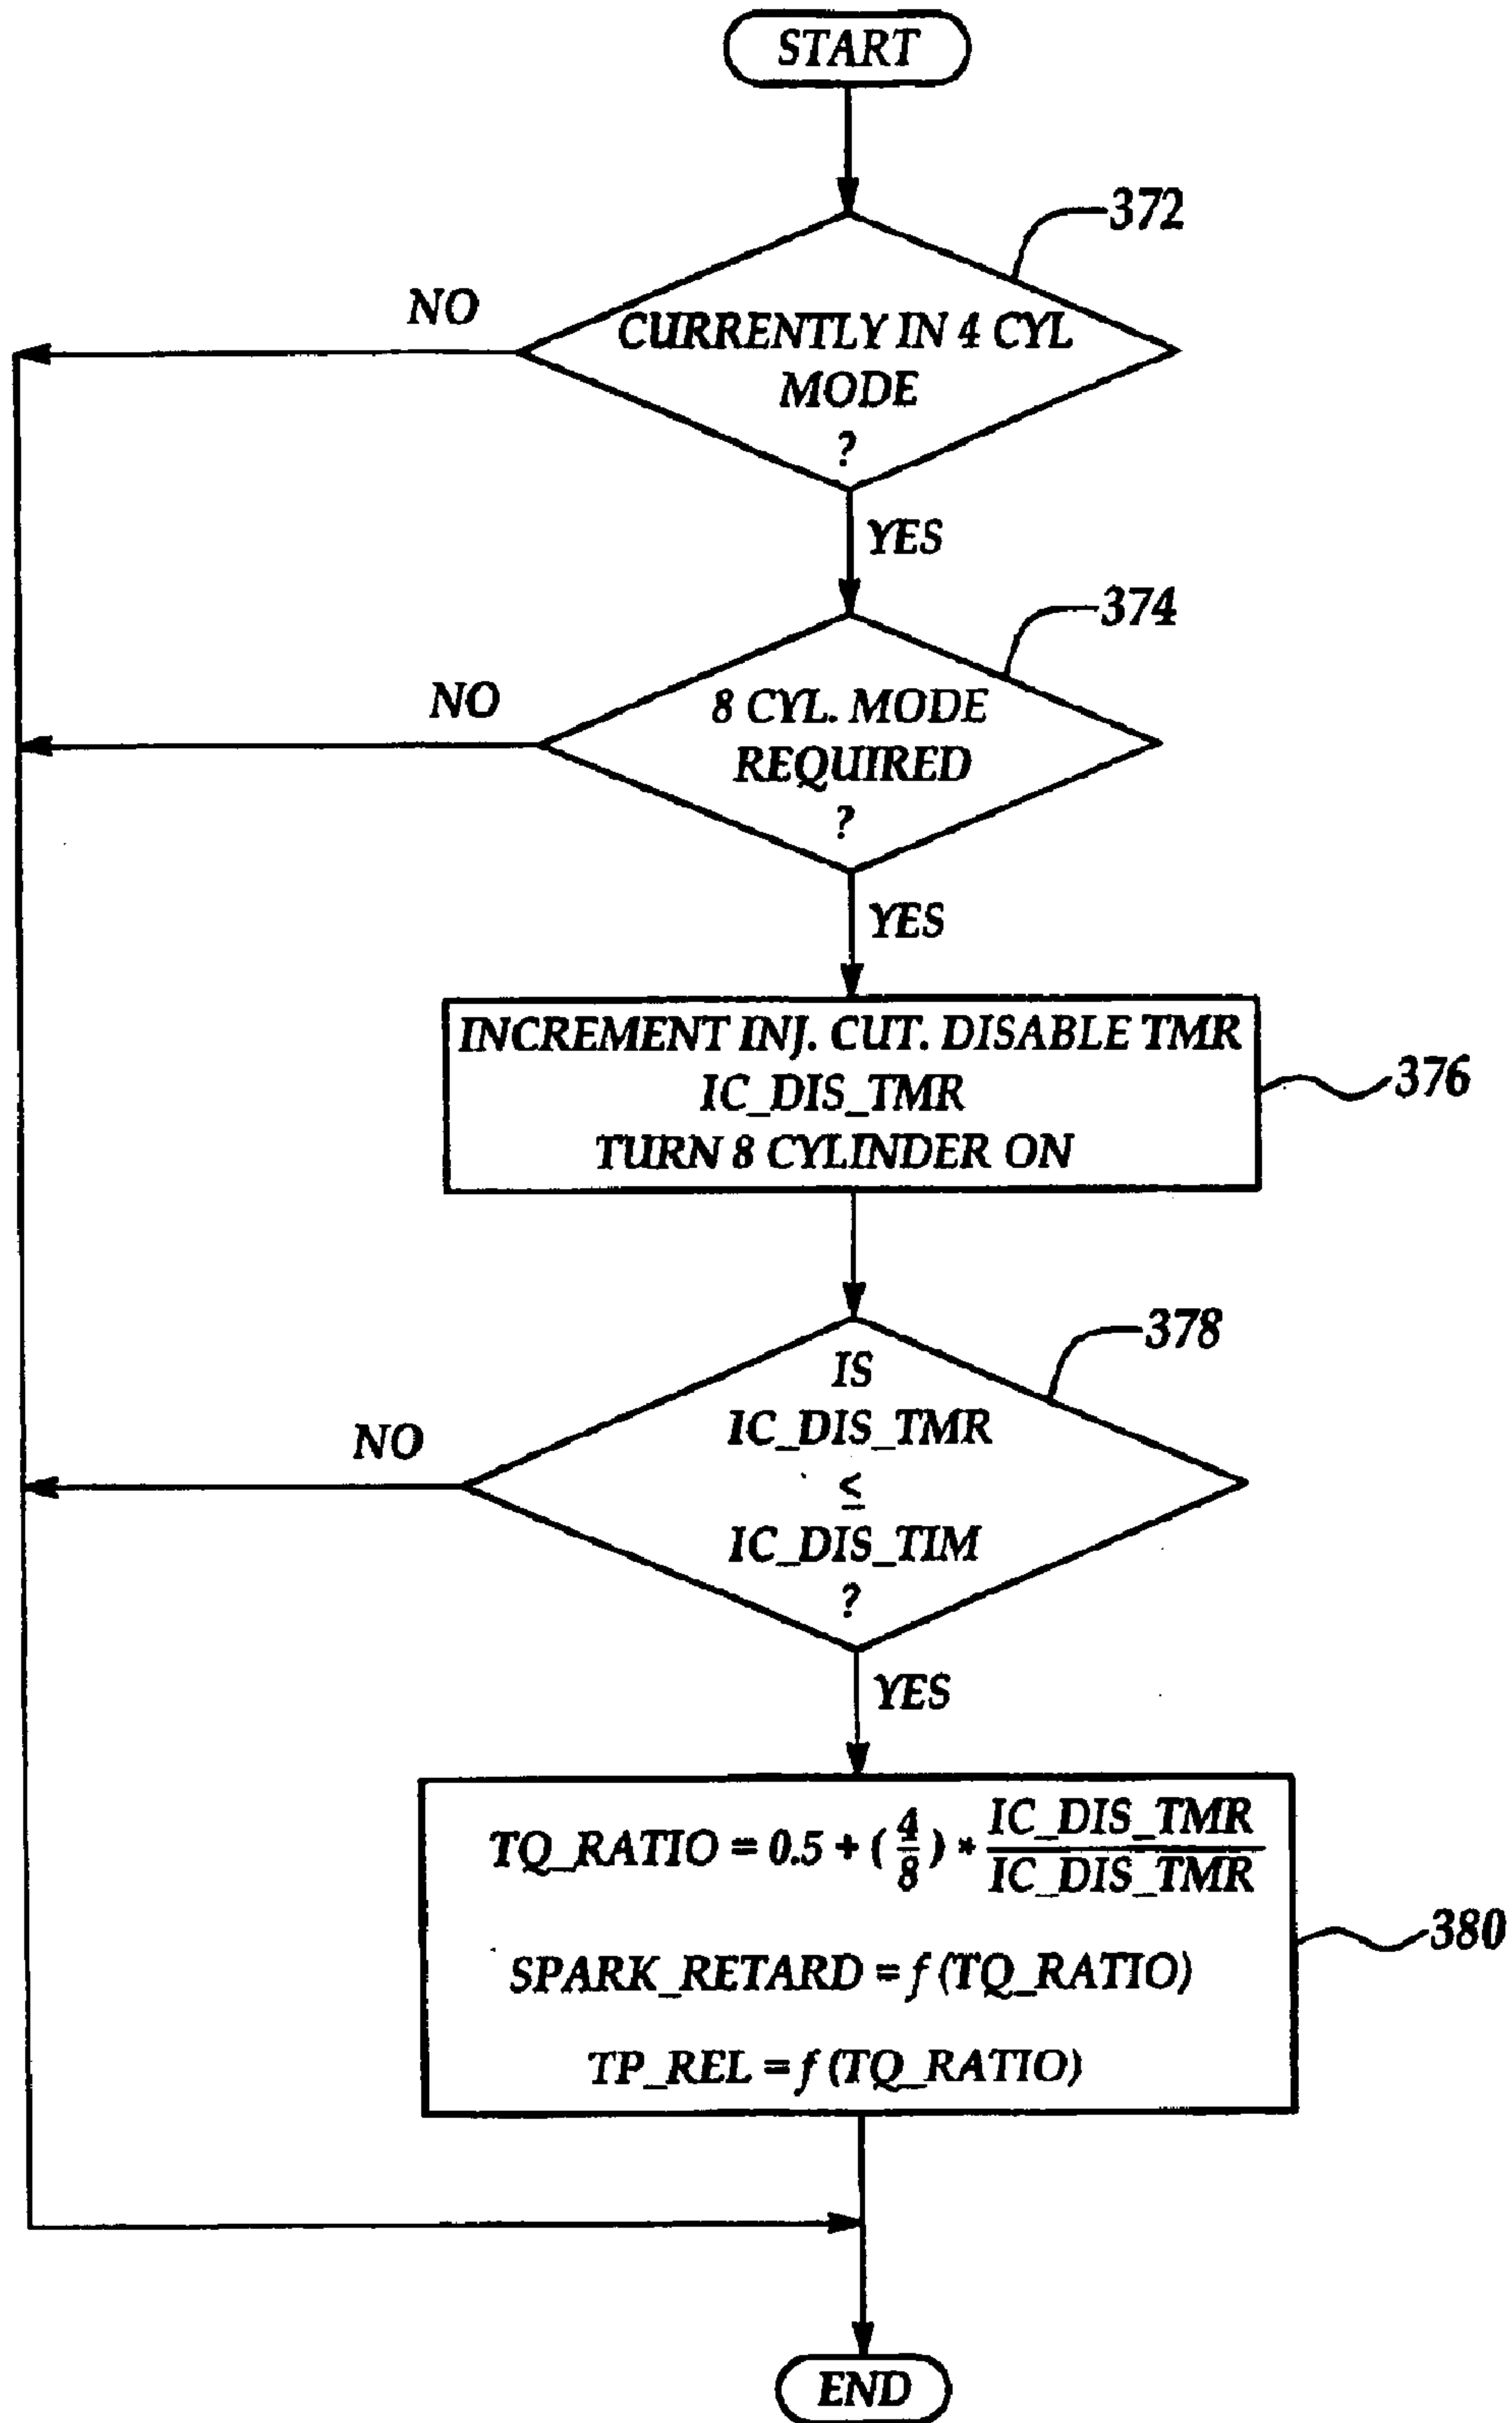 START
372
NO
CURRENTLY IN 4 CYL
MODE
?
YES
374
NO
8 CYL. MODE
REQUIRED
?
YES
INCREMENT INJ. CUT. DISABLE TMR
IC_DIS_TMR
TURN 8 CYLINDER ON
376
378
NO
IS
IC_DIS_TMR
≤
IC_DIS_TIM
?
YES
TQ_RATIO = 0.5 + (4/8) * IC_DIS_TMR/IC_DIS_TMR
SPARK_RETARD = f (TQ_RATIO)
TP_REL = f (TQ_RATIO)
380
END